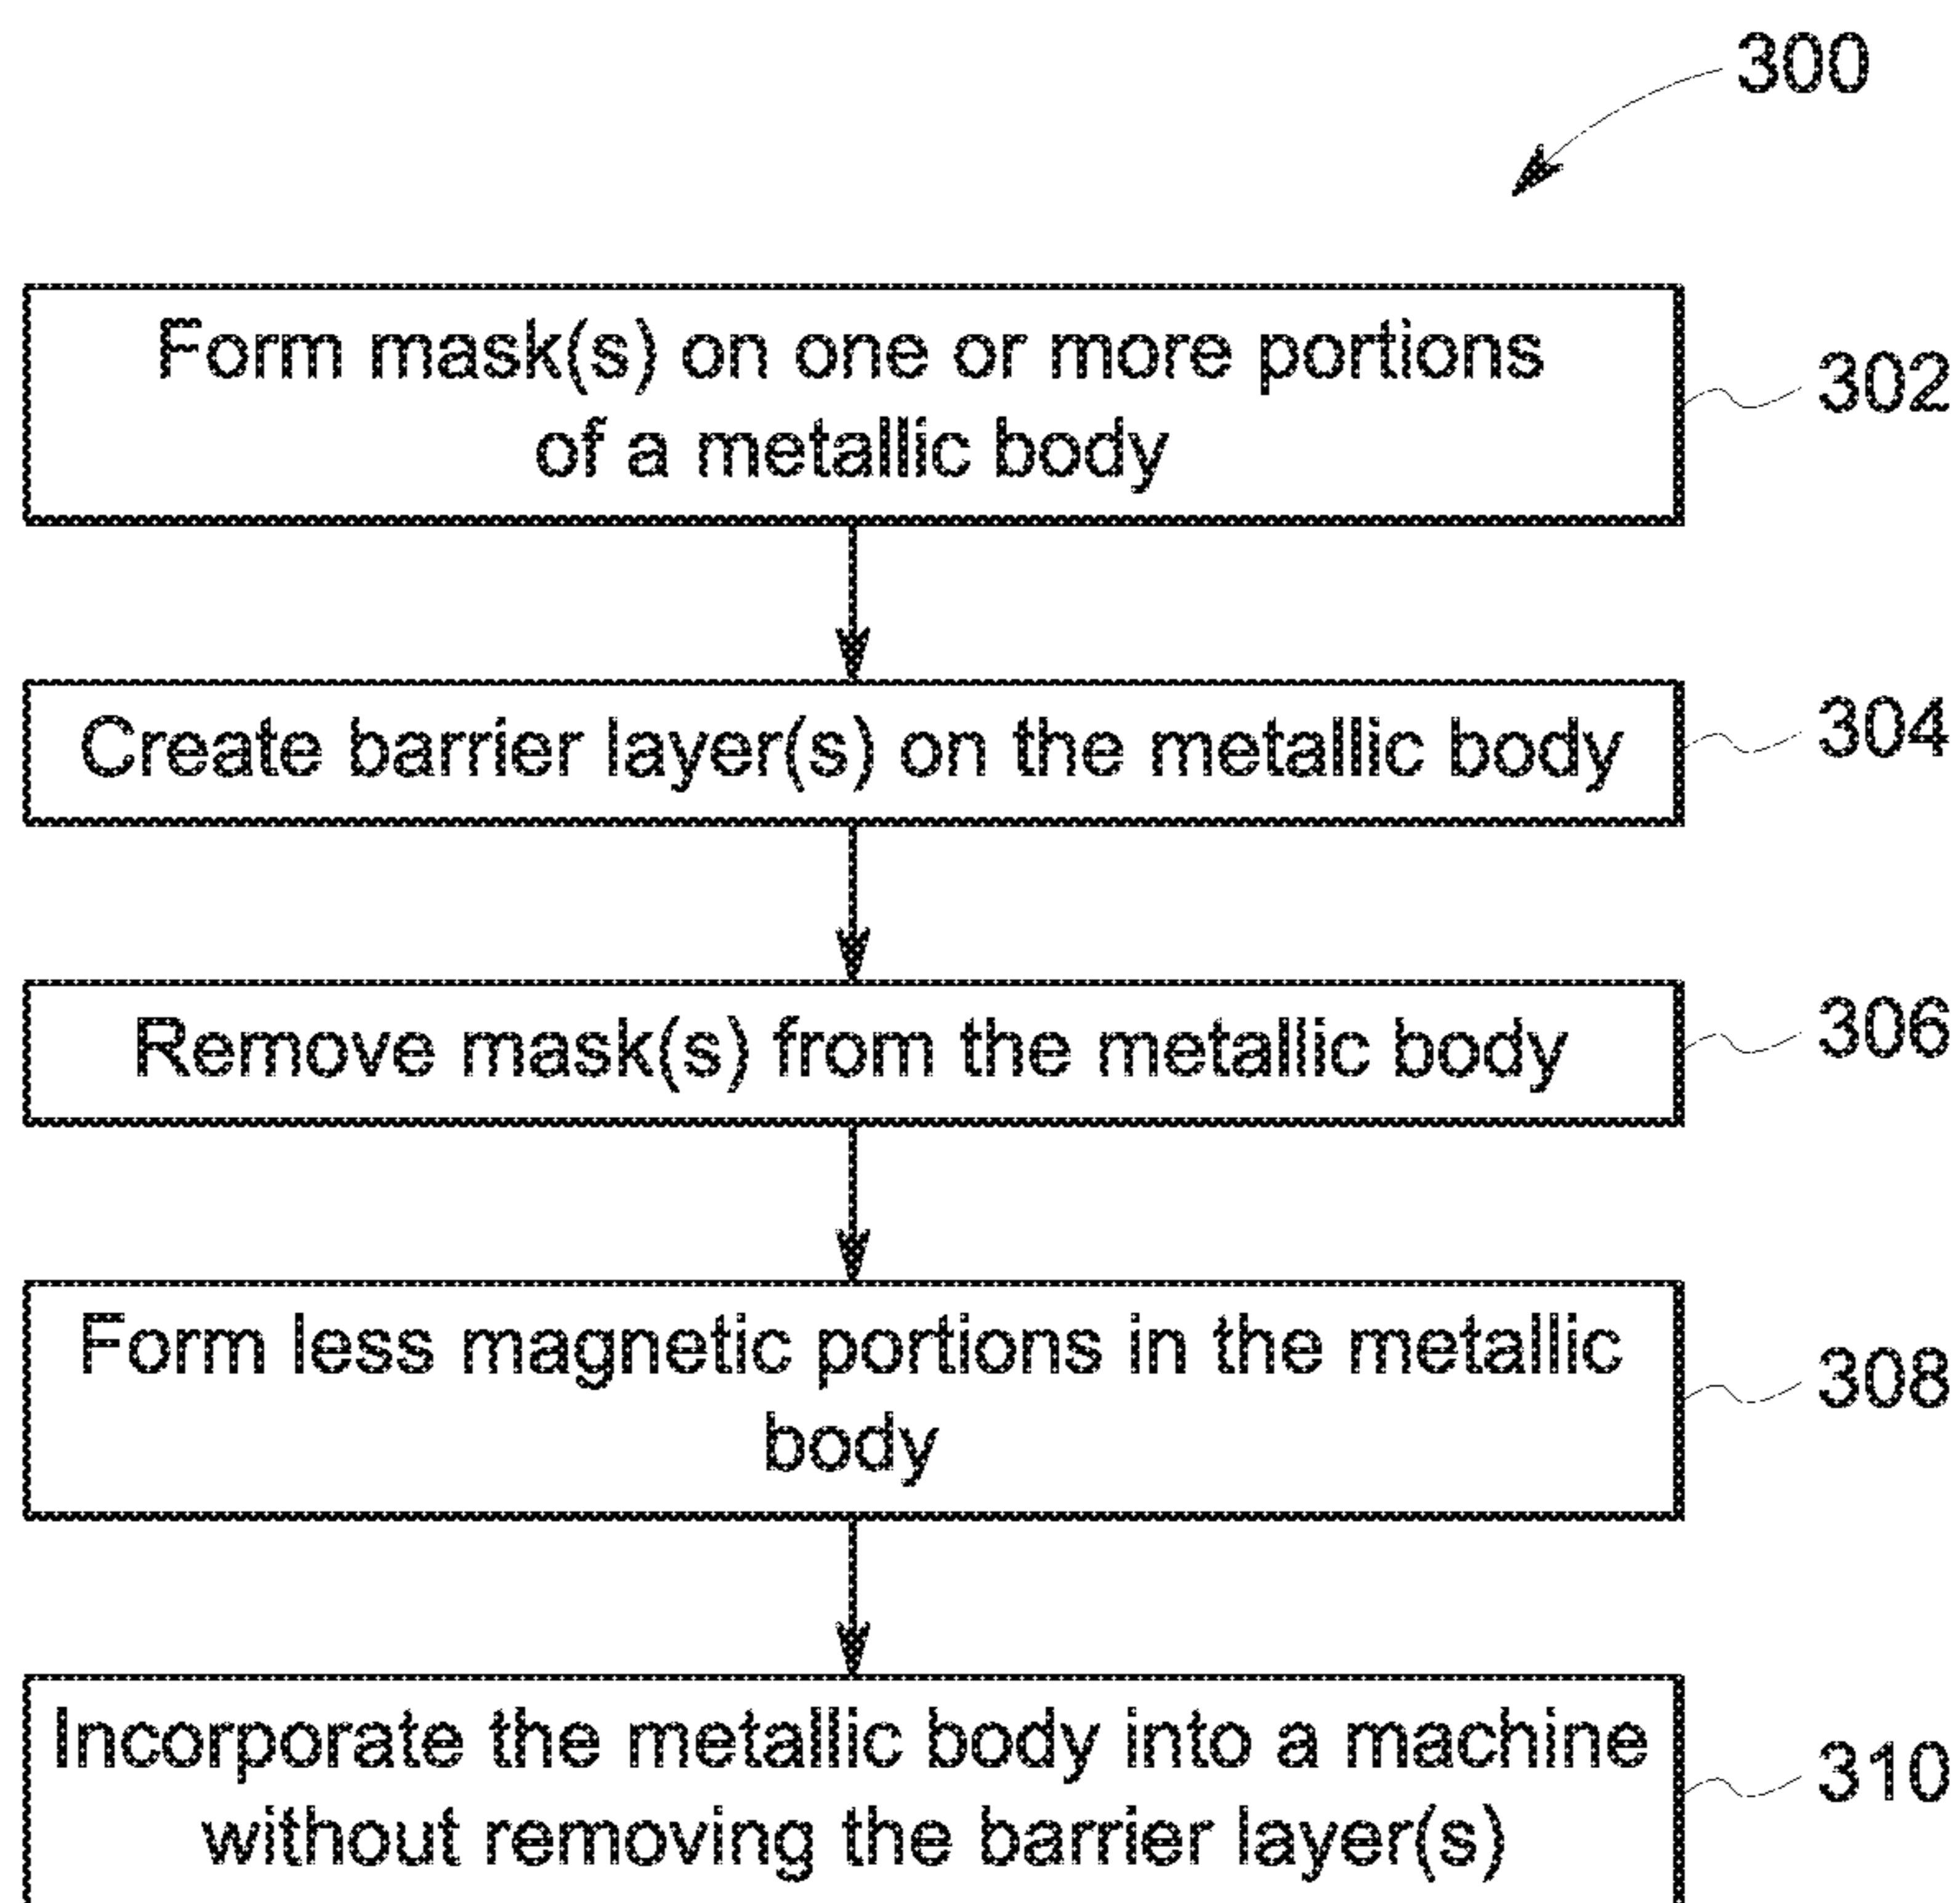 300
Form mask(s) on one or more portions
of a metallic body
302
Create barrier layer(s) on the metallic body
304
Remove mask(s) from the metallic body
306
Form less magnetic portions in the metallic
body
308
Incorporate the metallic body into a machine
without removing the barrier layer(s)
310